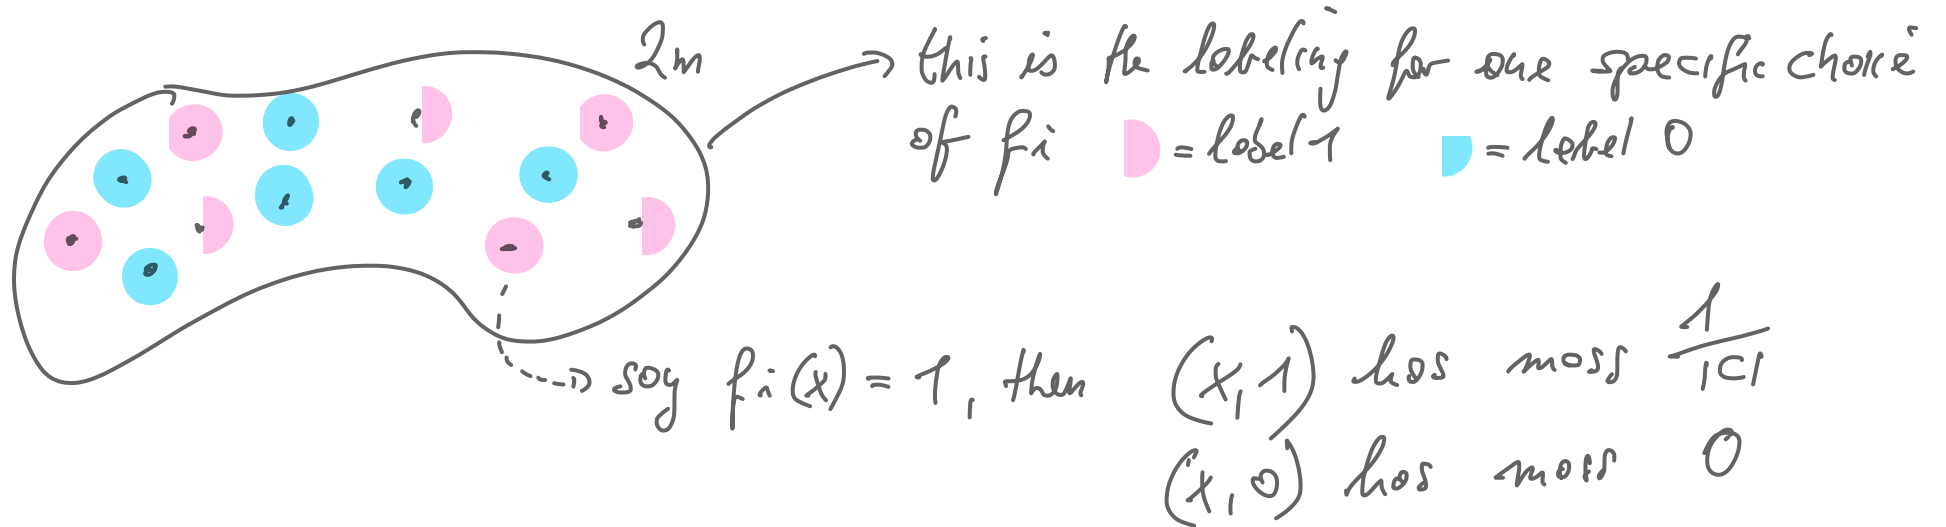 2m
this is the labeling for one specific choice
of fi = label 1 = label 0
say fi(x) = 1, then (x,1) has mass 1/|C|
(x,0) has mass 0